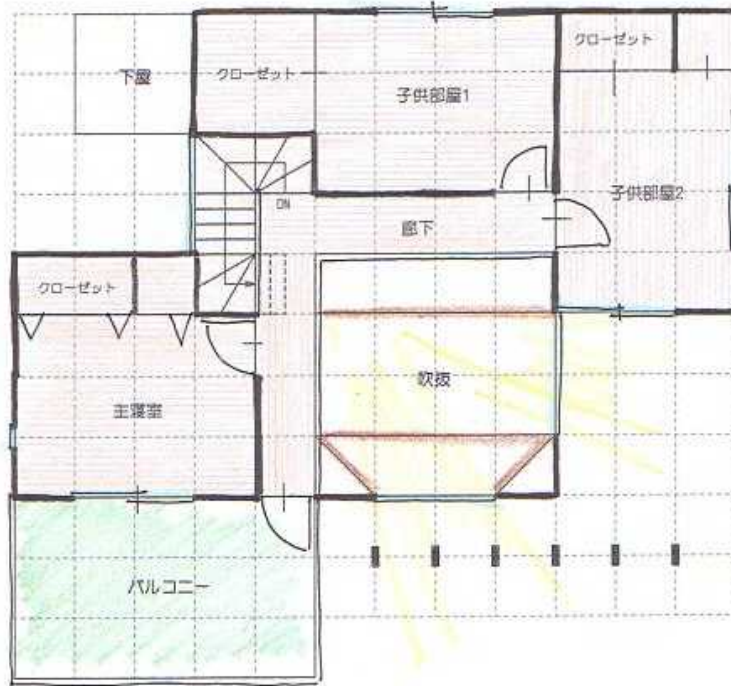 クローゼット
下屋
クローゼット
子供部屋1
子供部屋2
DN
廊下
クローゼット
吹抜
主寝室
バルコニー